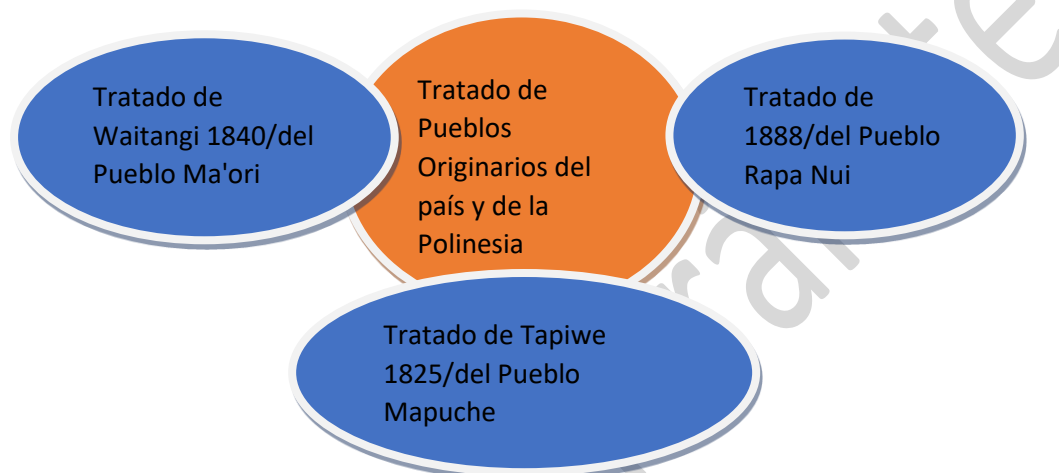 Tratado de
Waitangi 1840/del
Pueblo Ma'ori
Tratado de
Pueblos
Originarios del
país y de la
Polinesia
Tratado de
1888/del Pueblo
Rapa Nui
Tratado de Tapiwe
1825/del Pueblo
Mapuche